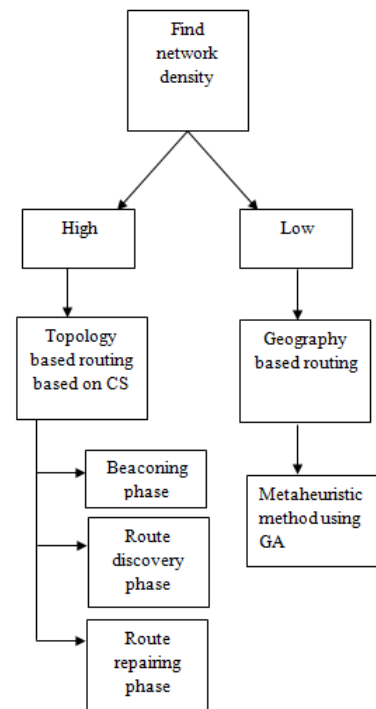 Find
network
density
High
Low
Topology
based routing
based on CS
Geography
based routing
Beaconing
phase
Metaheuristic
method using
GA
Route
discovery
phase
Route
repairing
phase